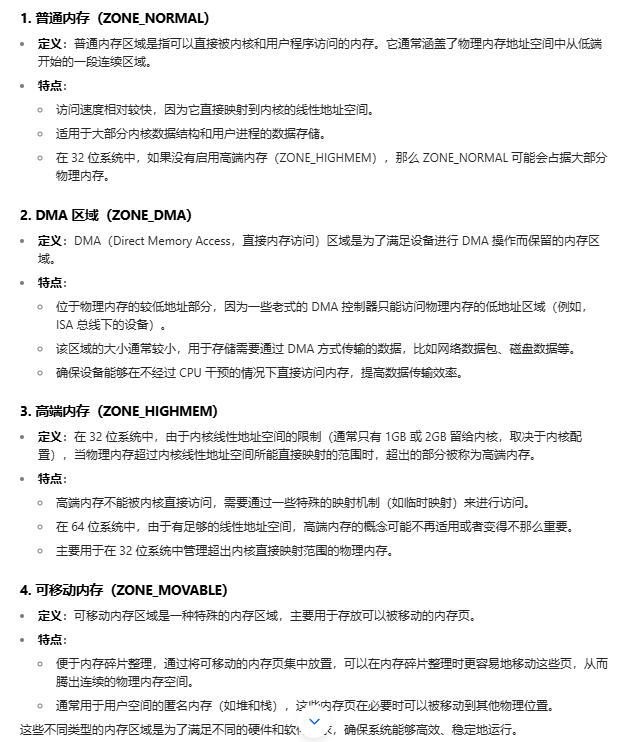 1. 普通内存（ZONE_NORMAL）
定义：普通内存区域是指可以直接被内核和用户程序访问的内存。它通常涵盖了物理内存地址空间中从低端
开始的一段连续区域。
特点：
访问速度相对较快，因为它直接映射到内核的线性地址空间。
适用于大部分内核数据结构和用户进程的数据存储。
在 32 位系统中，如果没有启用高端内存（ZONE_HIGHMEM），那么 ZONE_NORMAL 可能会占据大部分
物理内存。
2. DMA 区域（ZONE_DMA）
定义：DMA（Direct Memory Access，直接内存访问）区域是为了满足设备进行 DMA 操作而保留的内存区
域。
特点：
位于物理内存的较低地址部分，因为一些老式的 DMA 控制器只能访问物理内存的低地址区域（例如，
ISA 总线下的设备）。
该区域的大小通常较小，用于存储需要通过 DMA 方式传输的数据，比如网络数据包、磁盘数据等。
确保设备能够在不经过 CPU 干预的情况下直接访问内存，提高数据传输效率。
3. 高端内存（ZONE_HIGHMEM）
定义：在 32 位系统中，由于内核线性地址空间的限制（通常只有 1GB 或 2GB 留给内核，取决于内核配
置），当物理内存超过内核线性地址空间所能直接映射的范围时，超出的部分被称为高端内存。
特点：
高端内存不能被内核直接访问，需要通过一些特殊的映射机制（如临时映射）来进行访问。
在 64 位系统中，由于有足够的线性地址空间，高端内存的概念可能不再适用或者变得不那么重要。
主要用于在 32 位系统中管理超出内核直接映射范围的物理内存。
4. 可移动内存（ZONE_MOVABLE）
定义：可移动内存区域是一种特殊的内存区域，主要用于存放可以被移动的内存页。
特点：
便于内存碎片整理，通过将可移动的内存页集中放置，可以在内存碎片整理时更容易地移动这些页，从而
腾出连续的物理内存空间。
通常用于用户空间的匿名内存（如堆和栈），这些内存页在必要时可以被移动到其他物理位置。
这些不同类型的内存区域是为了满足不同的硬件和软 求，确保系统能够高效、稳定地运行。